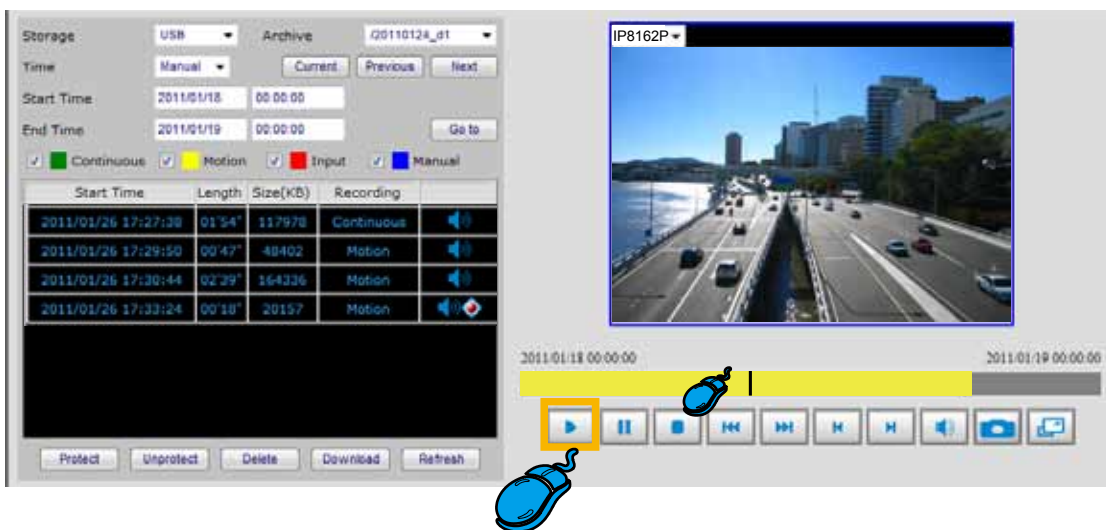 Storage USB Archive /20110124_d1
Time Manual Current Previous Next
Start Time 2011/01/18 00:00:00
End Time 2011/01/19 00:00:00 Go to
Continuous Motion Input Manual
Start Time Length Size(KB) Recording
2011/01/26 17:27:38 01'54" 117978 Continuous
2011/01/26 17:29:50 00'47" 48402 Motion
2011/01/26 17:30:44 02'39" 164336 Motion
2011/01/26 17:33:24 00'18" 20157 Motion
Protect Unprotect Delete Download Refresh
IP8162P
2011/01/18 00:00:00 2011/01/19 00:00:00